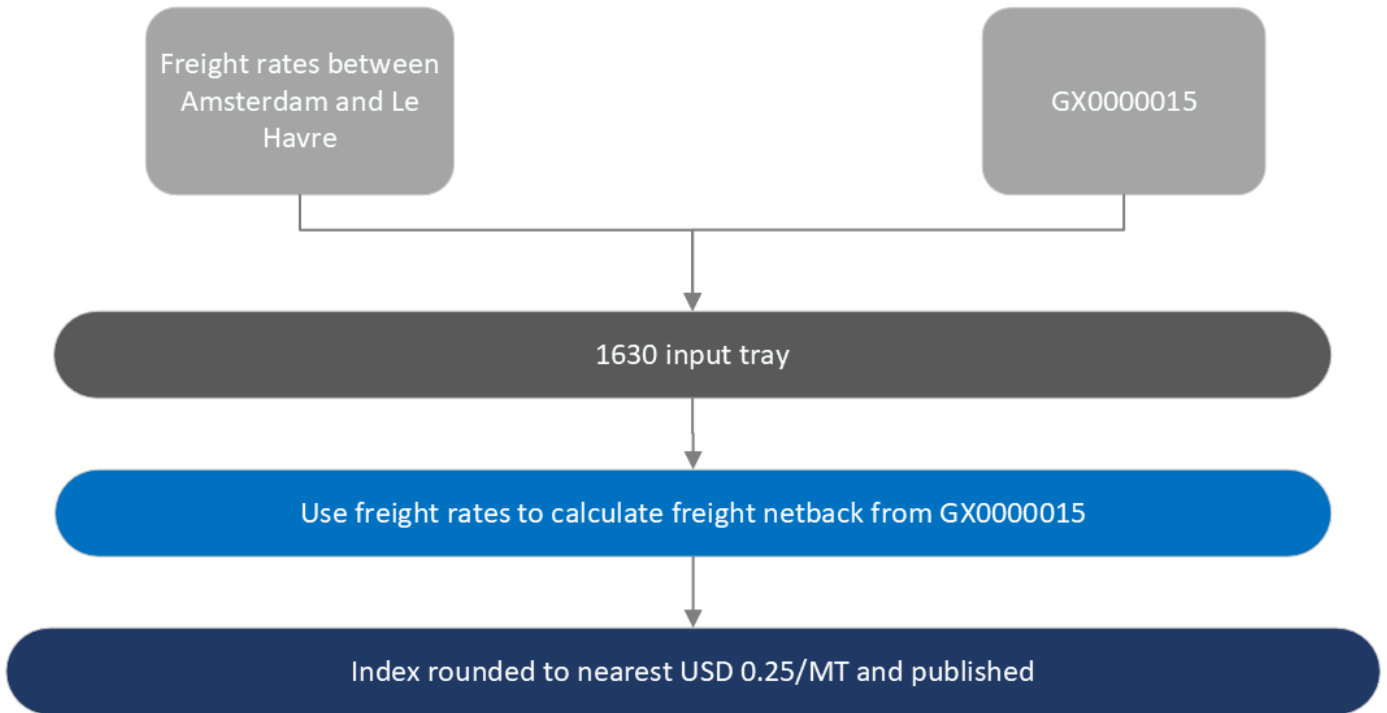 Freight rates between
Amsterdam and Le
Havre
GX0000015
1630 input tray
Use freight rates to calculate freight netback from GX0000015
Index rounded to nearest USD 0.25/MT and published